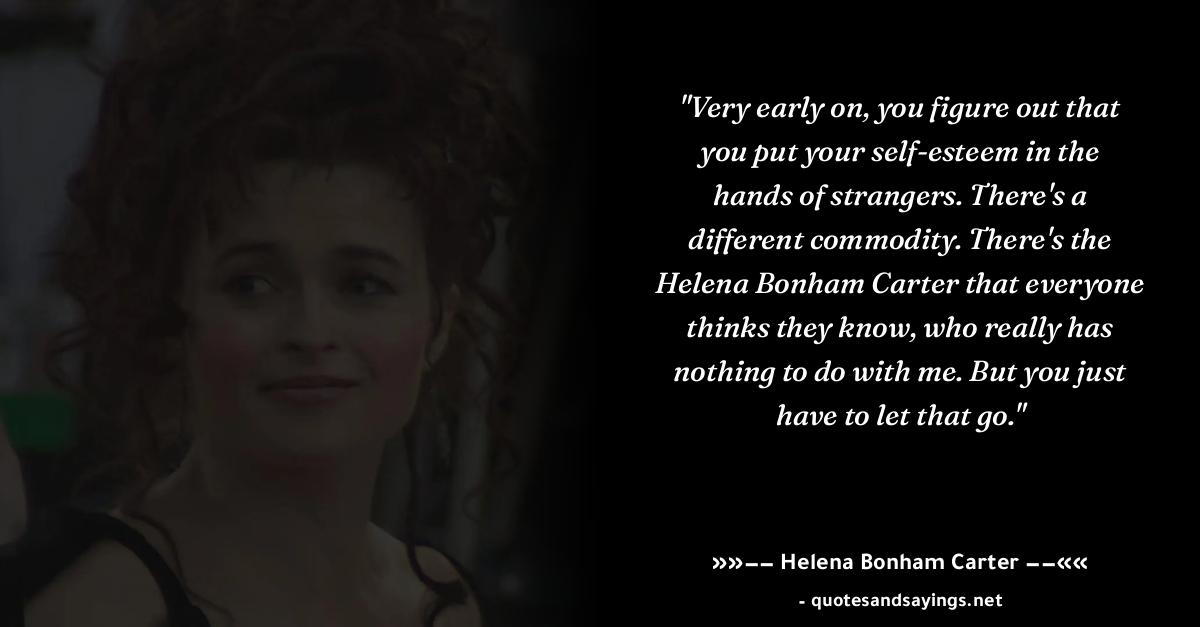 "Very early on, you figure out that
you put your self-esteem in the
hands of strangers. There's a
different commodity. There's the
Helena Bonham Carter that everyone
thinks they know, who really has
nothing to do with me. But you just
have to let that go."
»»–– Helena Bonham Carter ––««
- quotesandsayings.net